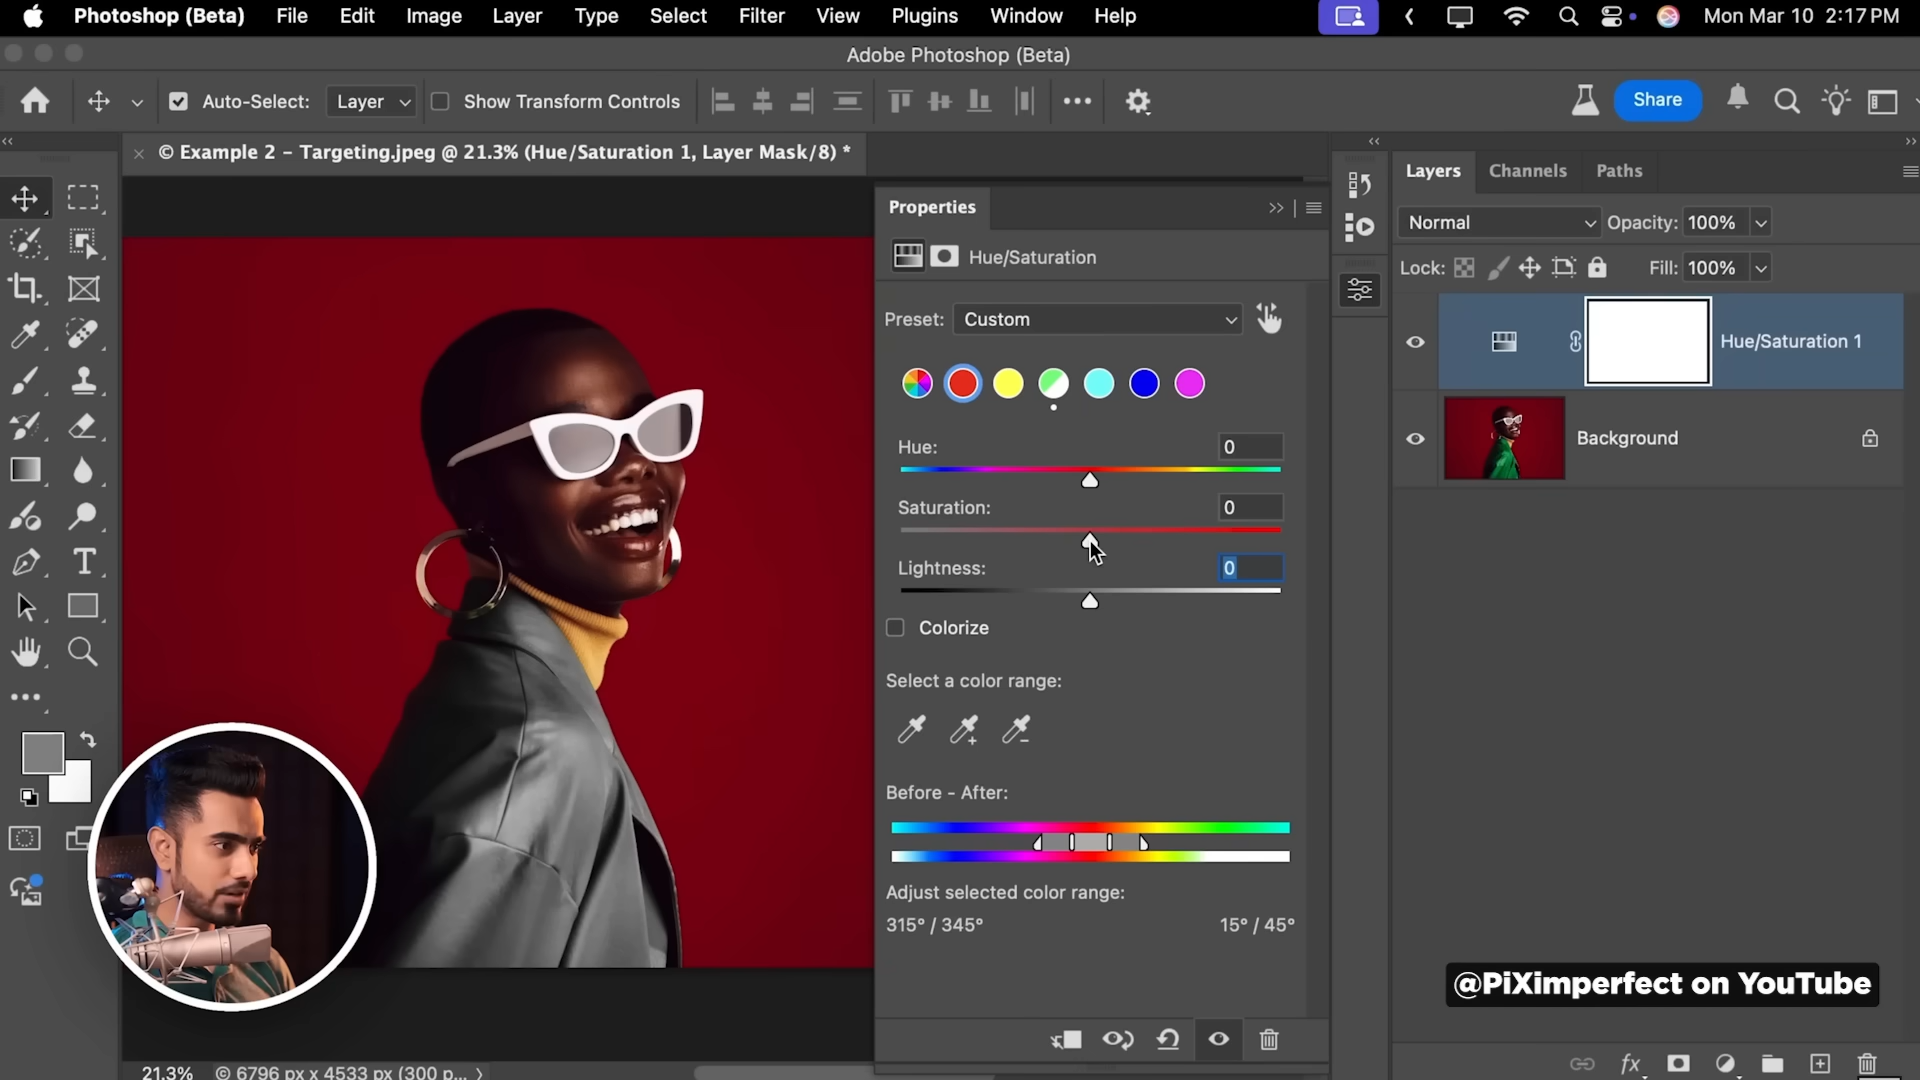 Photoshop (Beta) File Edit Image Layer Type Select Filter View Plugins Window Help Mon Mar 10 2:17 PM
Adobe Photoshop (Beta)
Auto-Select: Layer Show Transform Controls Share
© Example 2 – Targeting.jpeg @ 21.3% (Hue/Saturation 1, Layer Mask/8) *
Properties
Hue/Saturation
Preset: Custom
Hue: 0
Saturation: 0
Lightness: 0
Colorize
Select a color range:
Before - After:
Adjust selected color range:
315° / 345° 15° / 45°
Layers Channels Paths
Normal Opacity: 100%
Lock: Fill: 100%
Hue/Saturation 1
Background
@PiXimperfect on YouTube
fx
21.3% © 6796 px x 4533 px (300 p...